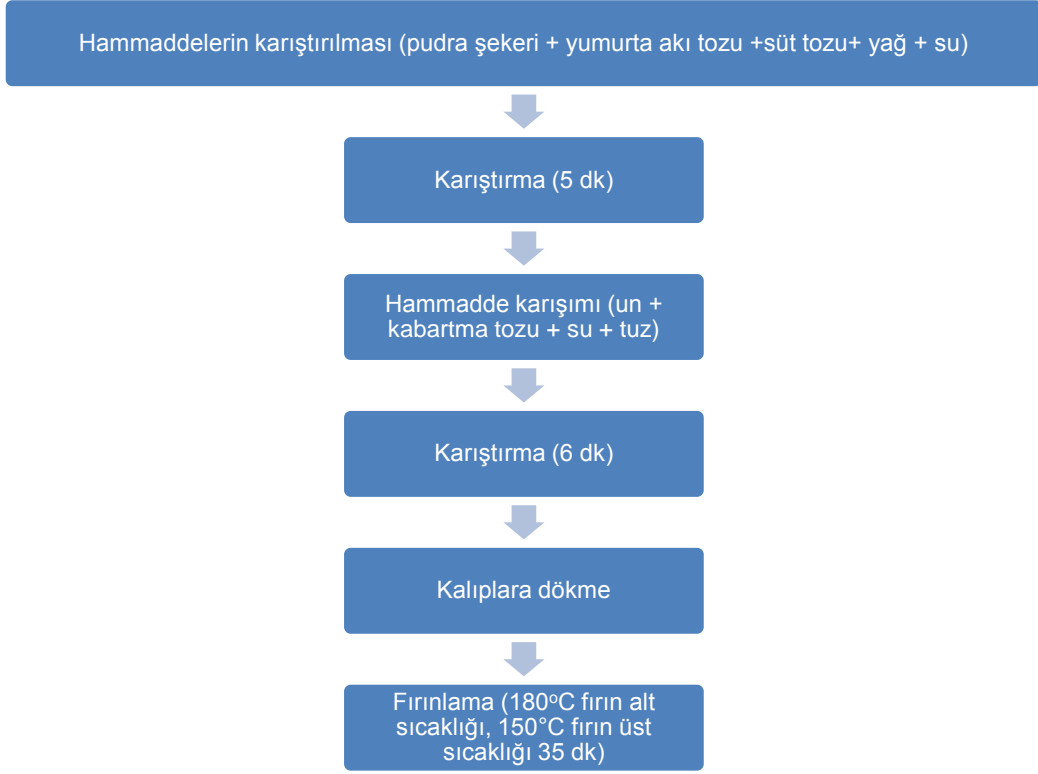 Hammaddelerin karıştırılması (pudra şekeri + yumurta akı tozu +süt tozu+ yağ + su)
Karıştırma (5 dk)
Hammadde karışımı (un +
kabartma tozu + su + tuz)
Karıştırma (6 dk)
Kalıplara dökme
Fırınlama (180ºC fırın alt
sıcaklığı, 150°C fırın üst
sıcaklığı 35 dk)